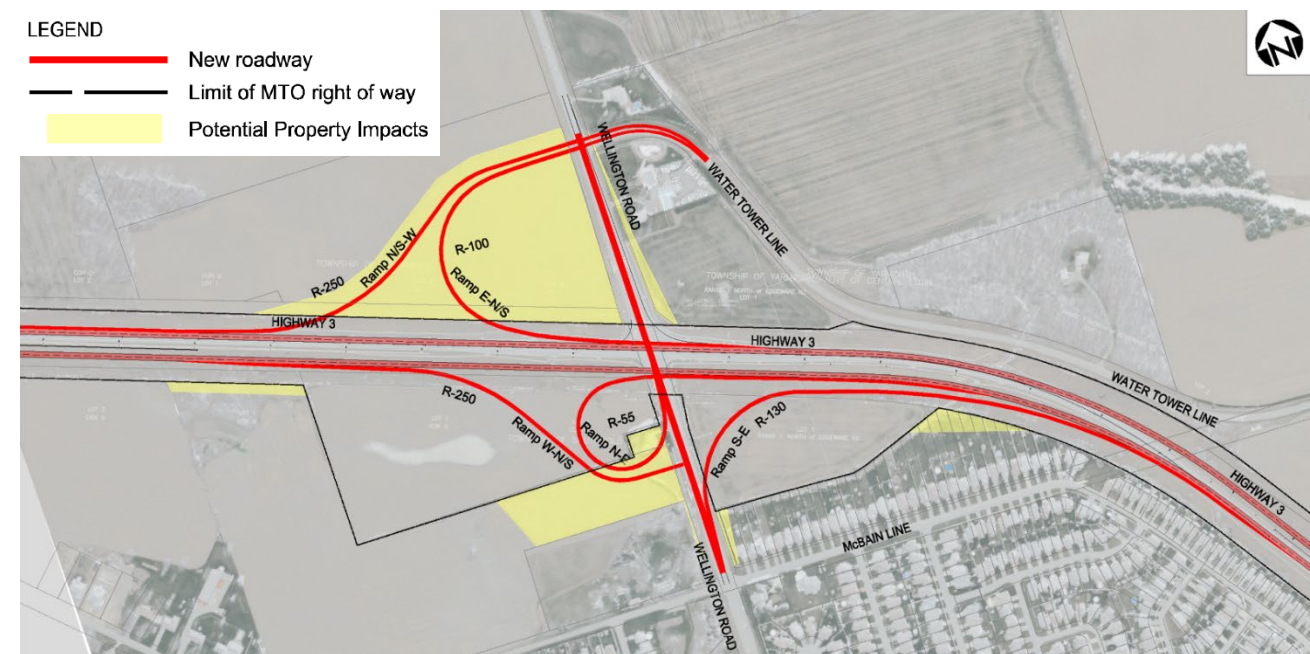 LEGEND
New roadway
Limit of MTO right of way
Potential Property Impacts
N
WELLINGTON ROAD
WATER TOWER LINE
R-100
Ramp N/S-W
R-250
Ramp E-N/S
HIGHWAY 3
HIGHWAY 3
WATER TOWER LINE
R-250
Ramp W-N/S
R-55
Ramp N-E
R-130
Ramp S-E
HIGHWAY 3
McBAIN LINE
WELLINGTON ROAD